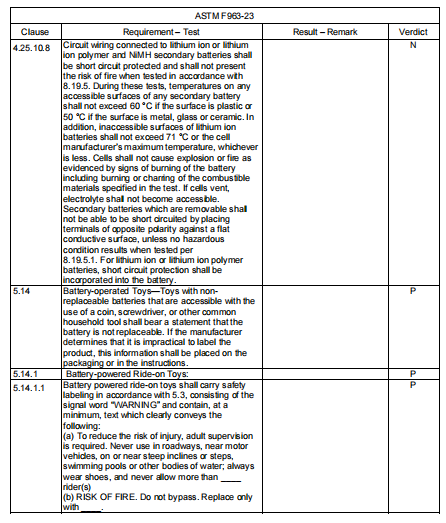 ASTM F963-23
Clause Requirement – Test Result – Remark Verdict
4.25.10.8 Circuit wiring connected to lithium ion or lithium N
ion polymer and NiMH secondary batteries shall
be short circuit protected and shall not present
the risk of fire when tested in accordance with
8.19.5. During these tests, temperatures on any
accessible surfaces of any secondary battery
shall not exceed 60 °C if the surface is plastic or
50 °C if the surface is metal, glass or ceramic. In
addition, inaccessible surfaces of lithium ion
batteries shall not exceed 71 °C or the cell
manufacturer's maximum temperature, whichever
is less. Cells shall not cause explosion or fire as
evidenced by signs of burning of the battery
including burning or charring of the combustible
materials specified in the test. If cells vent,
electrolyte shall not become accessible.
Secondary batteries which are removable shall
not be able to be short circuited by placing
terminals of opposite polarity against a flat
conductive surface, unless no hazardous
condition results when tested per
8.19.5.1. For lithium ion or lithium ion polymer
batteries, short circuit protection shall be
incorporated into the battery.
5.14 Battery-operated Toys—Toys with non- P
replaceable batteries that are accessible with the
use of a coin, screwdriver, or other common
household tool shall bear a statement that the
battery is not replaceable. If the manufacturer
determines that it is impractical to label the
product, this information shall be placed on the
packaging or in the instructions.
5.14.1 Battery-powered Ride-on Toys: P
5.14.1.1 Battery powered ride-on toys shall carry safety P
labeling in accordance with 5.3, consisting of the
signal word "WARNING" and contain, at a
minimum, text which clearly conveys the
following:
(a) To reduce the risk of injury, adult supervision
is required. Never use in roadways, near motor
vehicles, on or near steep inclines or steps,
swimming pools or other bodies of water; always
wear shoes, and never allow more than ____
rider(s)
(b) RISK OF FIRE. Do not bypass. Replace only
with ____.